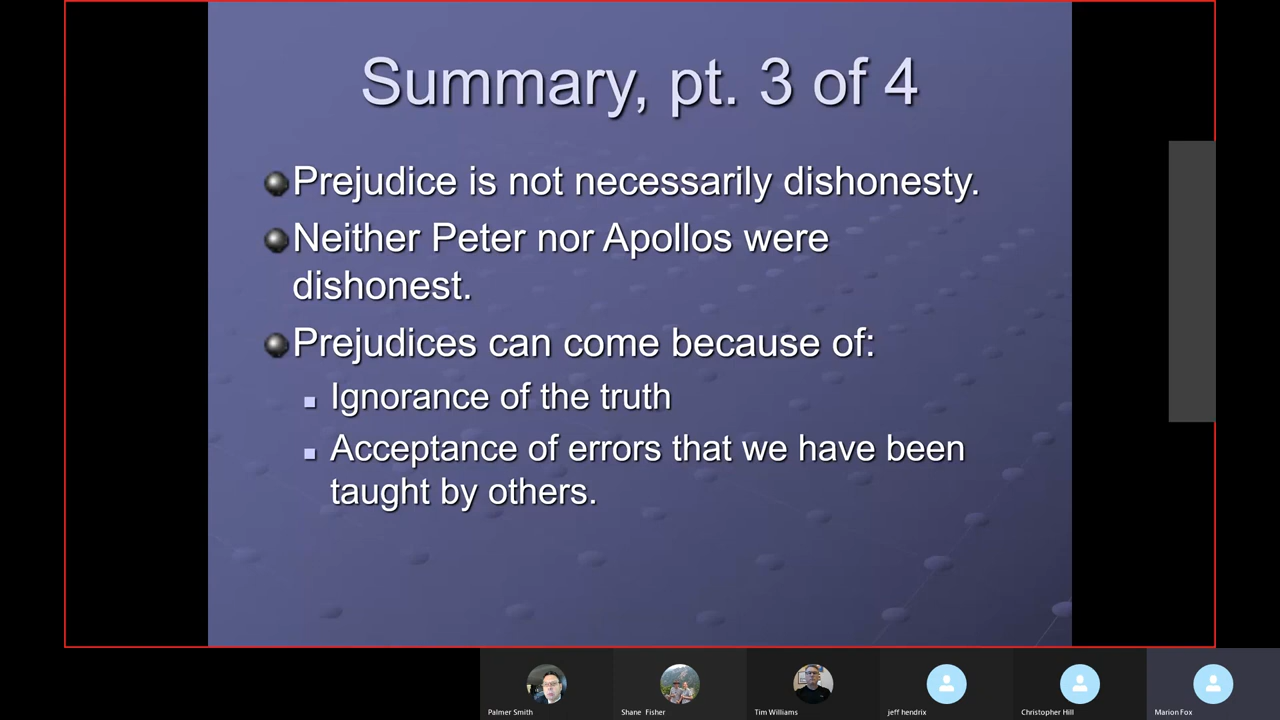 Summary, pt. 3 of 4
Prejudice is not necessarily dishonesty.
Neither Peter nor Apollos were
dishonest.
Prejudices can come because of:
Ignorance of the truth
Acceptance of errors that we have been
taught by others.
Palmer Smith
Shane Fisher
Tim Williams
jeff hendrix
Christopher Hill
Marion Fox